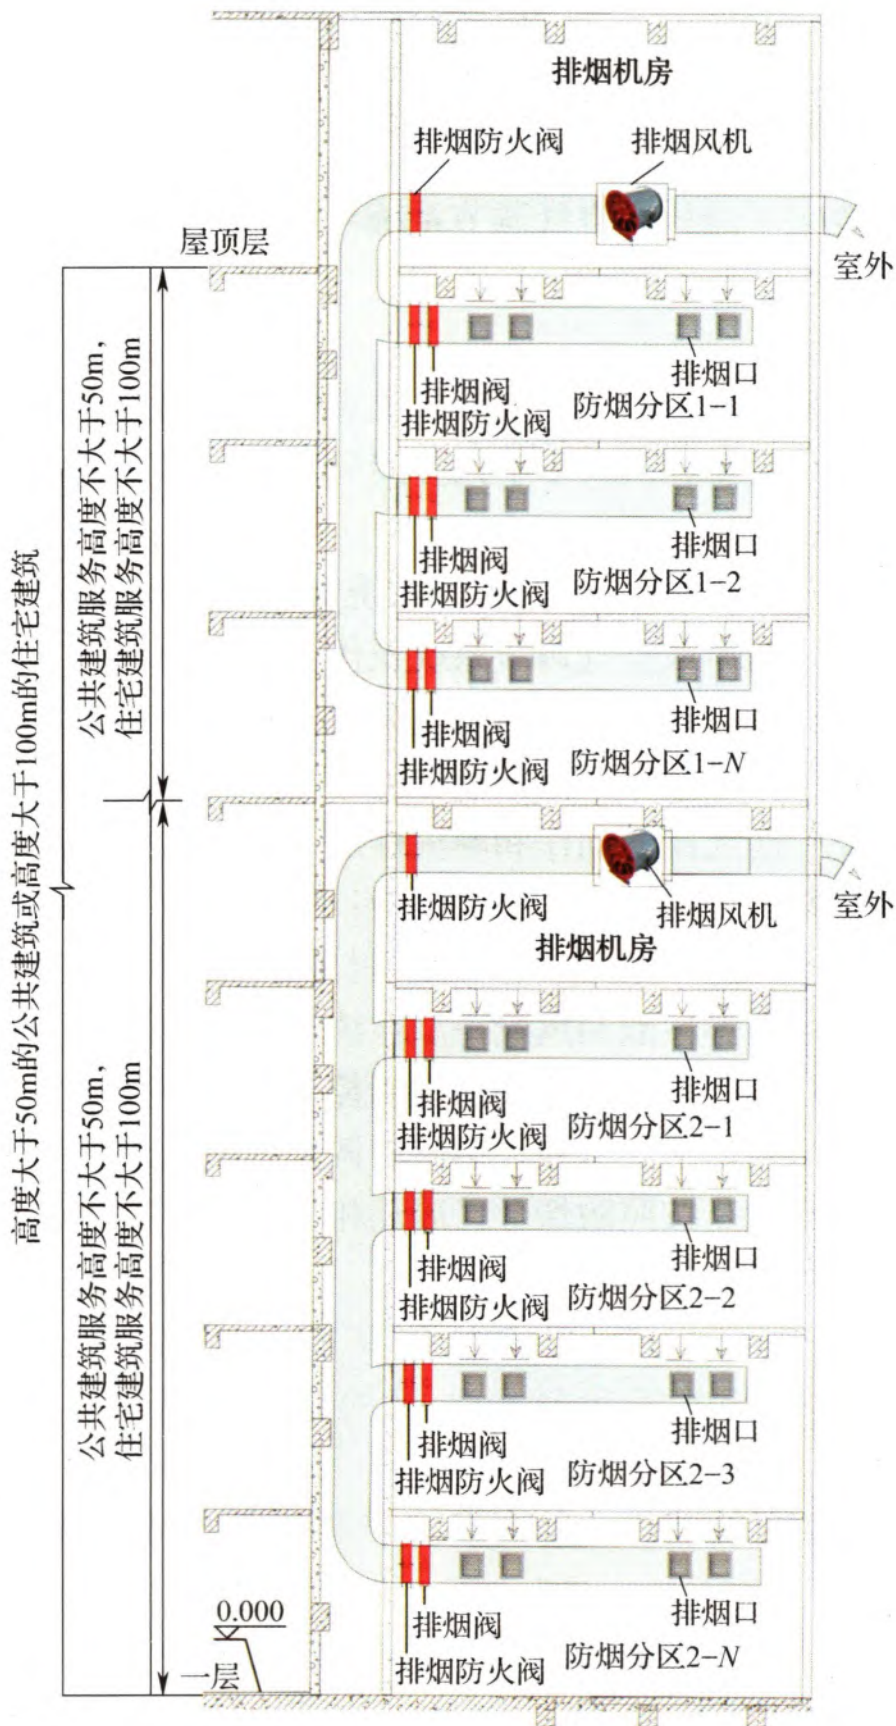 排烟机房
排烟防火阀
排烟风机
屋顶层
室外
排烟口
排烟阀
防烟分区1-1
排烟防火阀
排烟口
排烟阀
防烟分区1-2
排烟防火阀
排烟口
排烟阀
防烟分区1-N
排烟防火阀
高度大于50m的公共建筑或高度大于100m的住宅建筑
公共建筑服务高度不大于50m,
住宅建筑服务高度不大于100m
排烟防火阀
排烟风机
室外
排烟机房
排烟口
排烟阀
防烟分区2-1
排烟防火阀
排烟口
排烟阀
防烟分区2-2
排烟防火阀
公共建筑服务高度不大于50m,
住宅建筑服务高度不大于100m
排烟口
排烟阀
防烟分区2-3
排烟防火阀
0.000
排烟口
排烟阀
防烟分区2-N
排烟防火阀
一层